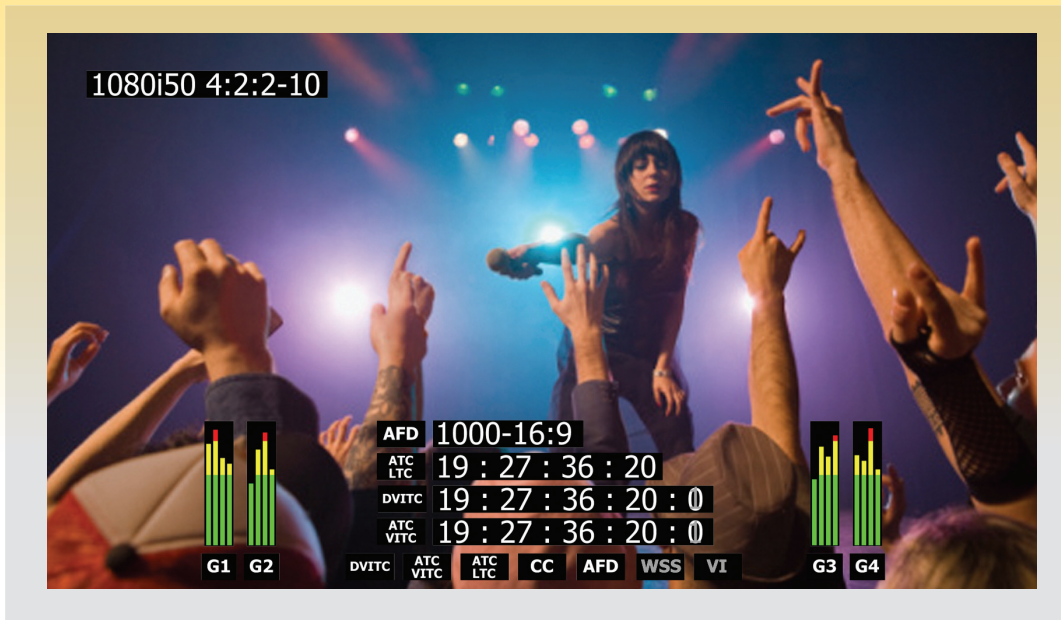 1080i50 4:2:2-10
AFD 1000-16:9
ATC LTC 19 : 27 : 36 : 20
DVITC 19 : 27 : 36 : 20 : 0
ATC VITC 19 : 27 : 36 : 20 : 0
G1 G2 DVITC ATC VITC ATC LTC CC AFD WSS VI G3 G4